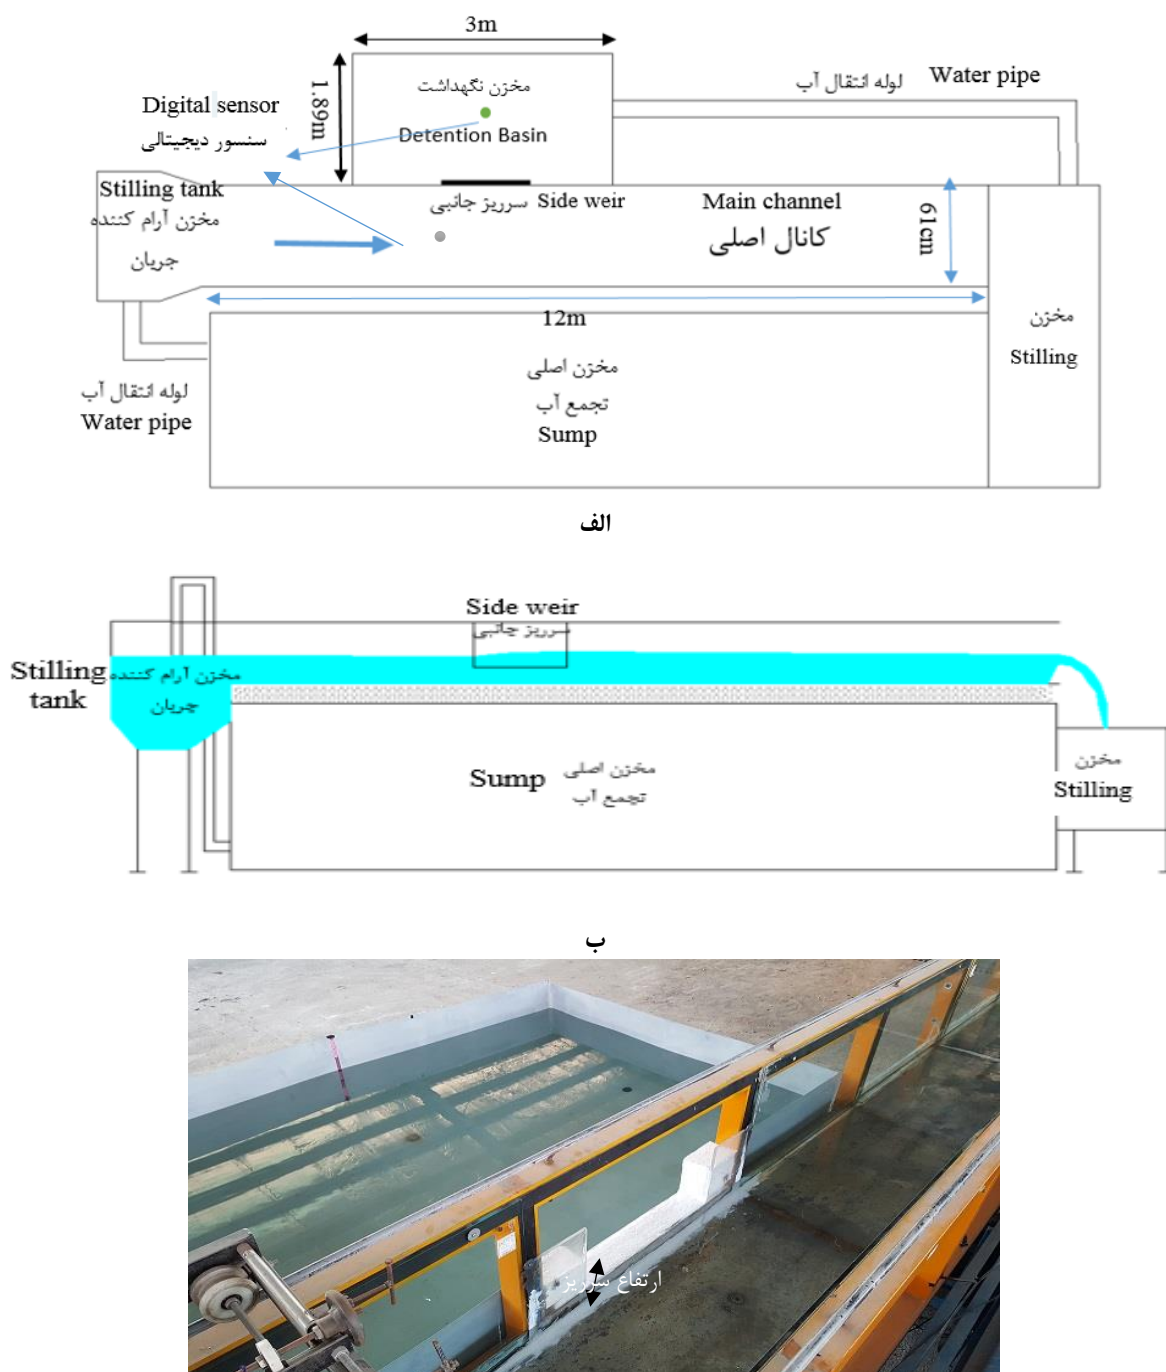 3m
مخزن نگهداشت
1.89m
Detention Basin
لوله انتقال آب
Water pipe
Digital sensor
سنسور دیجیتالی
Stilling tank
مخزن آرام کننده
جریان
سرریز جانبی
Side weir
Main channel
کانال اصلی
61cm
12m
مخزن
Stilling
مخزن اصلی
تجمع آب
Sump
لوله انتقال آب
Water pipe
الف
Side weir
سرریز جانبی
Stilling
tank
مخزن آرام کننده
جریان
Sump
مخزن اصلی
تجمع آب
مخزن
Stilling
ب
ارتفاع سرریز